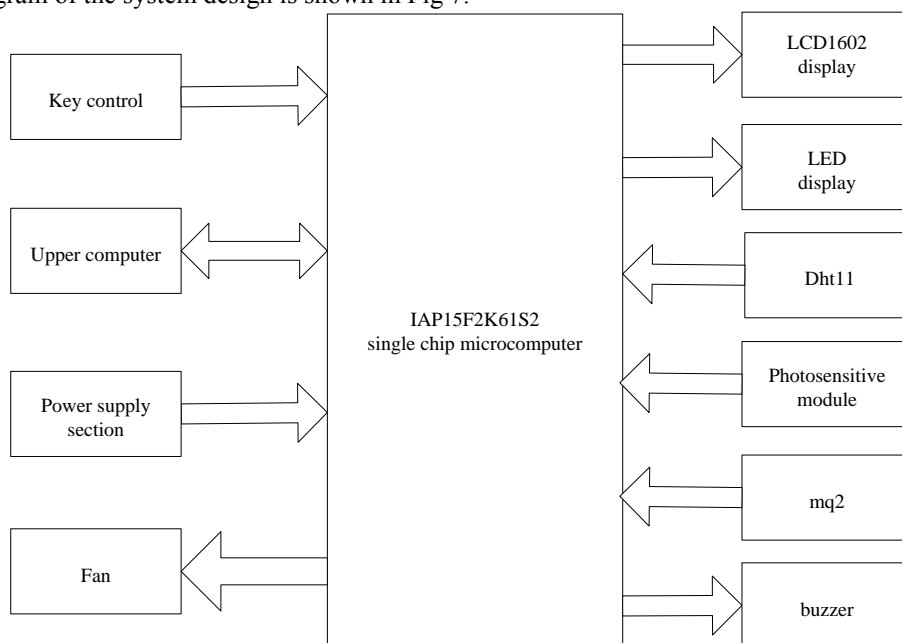 gram of the system design is shown in Fig 7.
Key control
Upper computer
Power supply
section
Fan
IAP15F2K61S2
single chip microcomputer
LCD1602
display
LED
display
Dht11
Photosensitive
module
mq2
buzzer